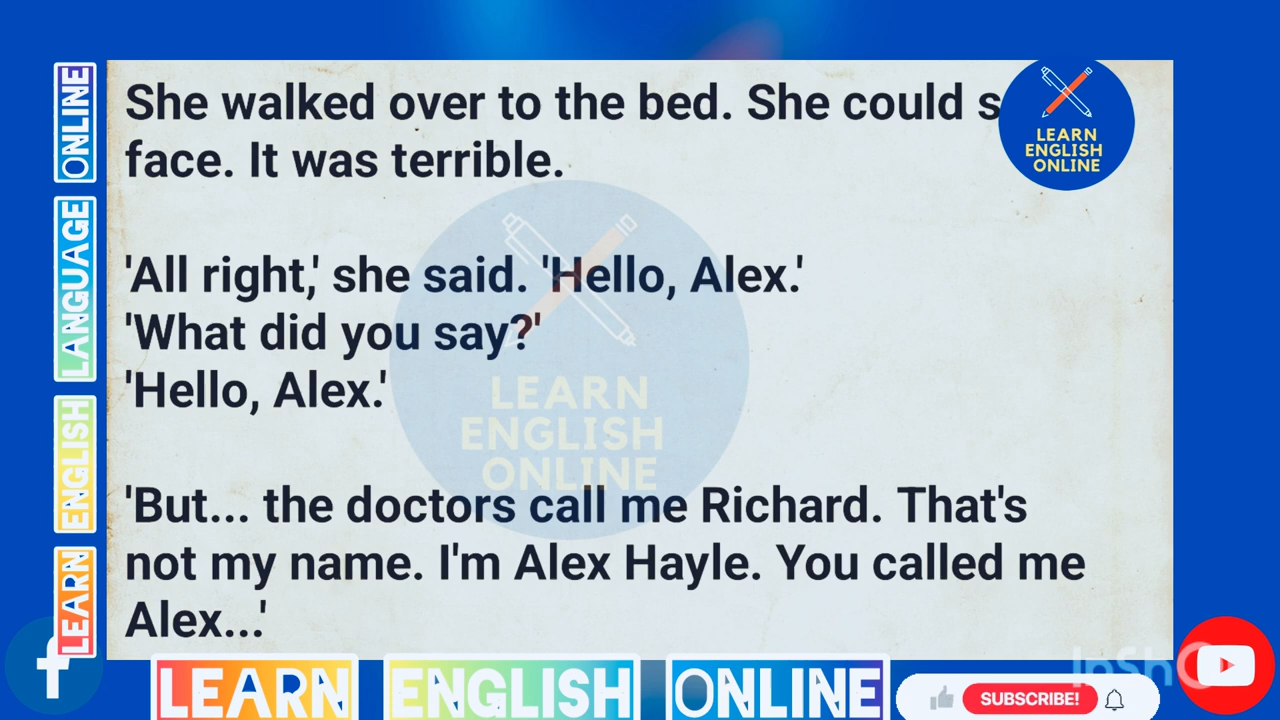 She walked over to the bed. She could
face. It was terrible.
'All right,' she said. 'Hello, Alex.'
'What did you say?'
'Hello, Alex.'
'But... the doctors call me Richard. That's
not my name. I'm Alex Hayle. You called me
Alex...'
LEARN
ENGLISH
ONLINE
LEARN
ENGLISH
ONLINE
LEARN ENGLISH LANGUAGE ONLINE
LEARN ENGLISH ONLINE
SUBSCRIBE!
f